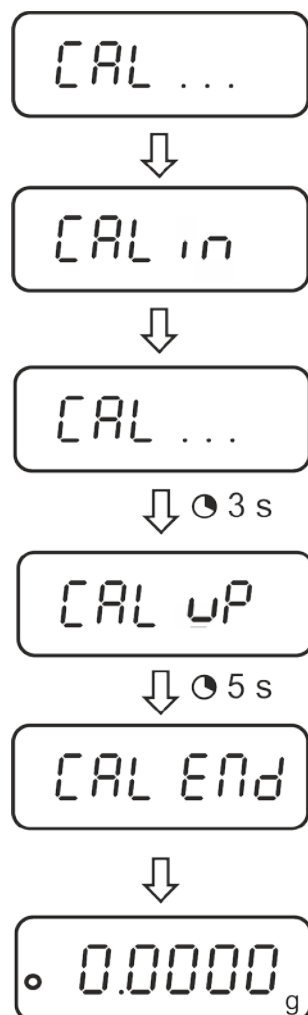 CAL ...
CAL in
CAL ...
3 s
CAL uP
5 s
CAL End
0.0000 g